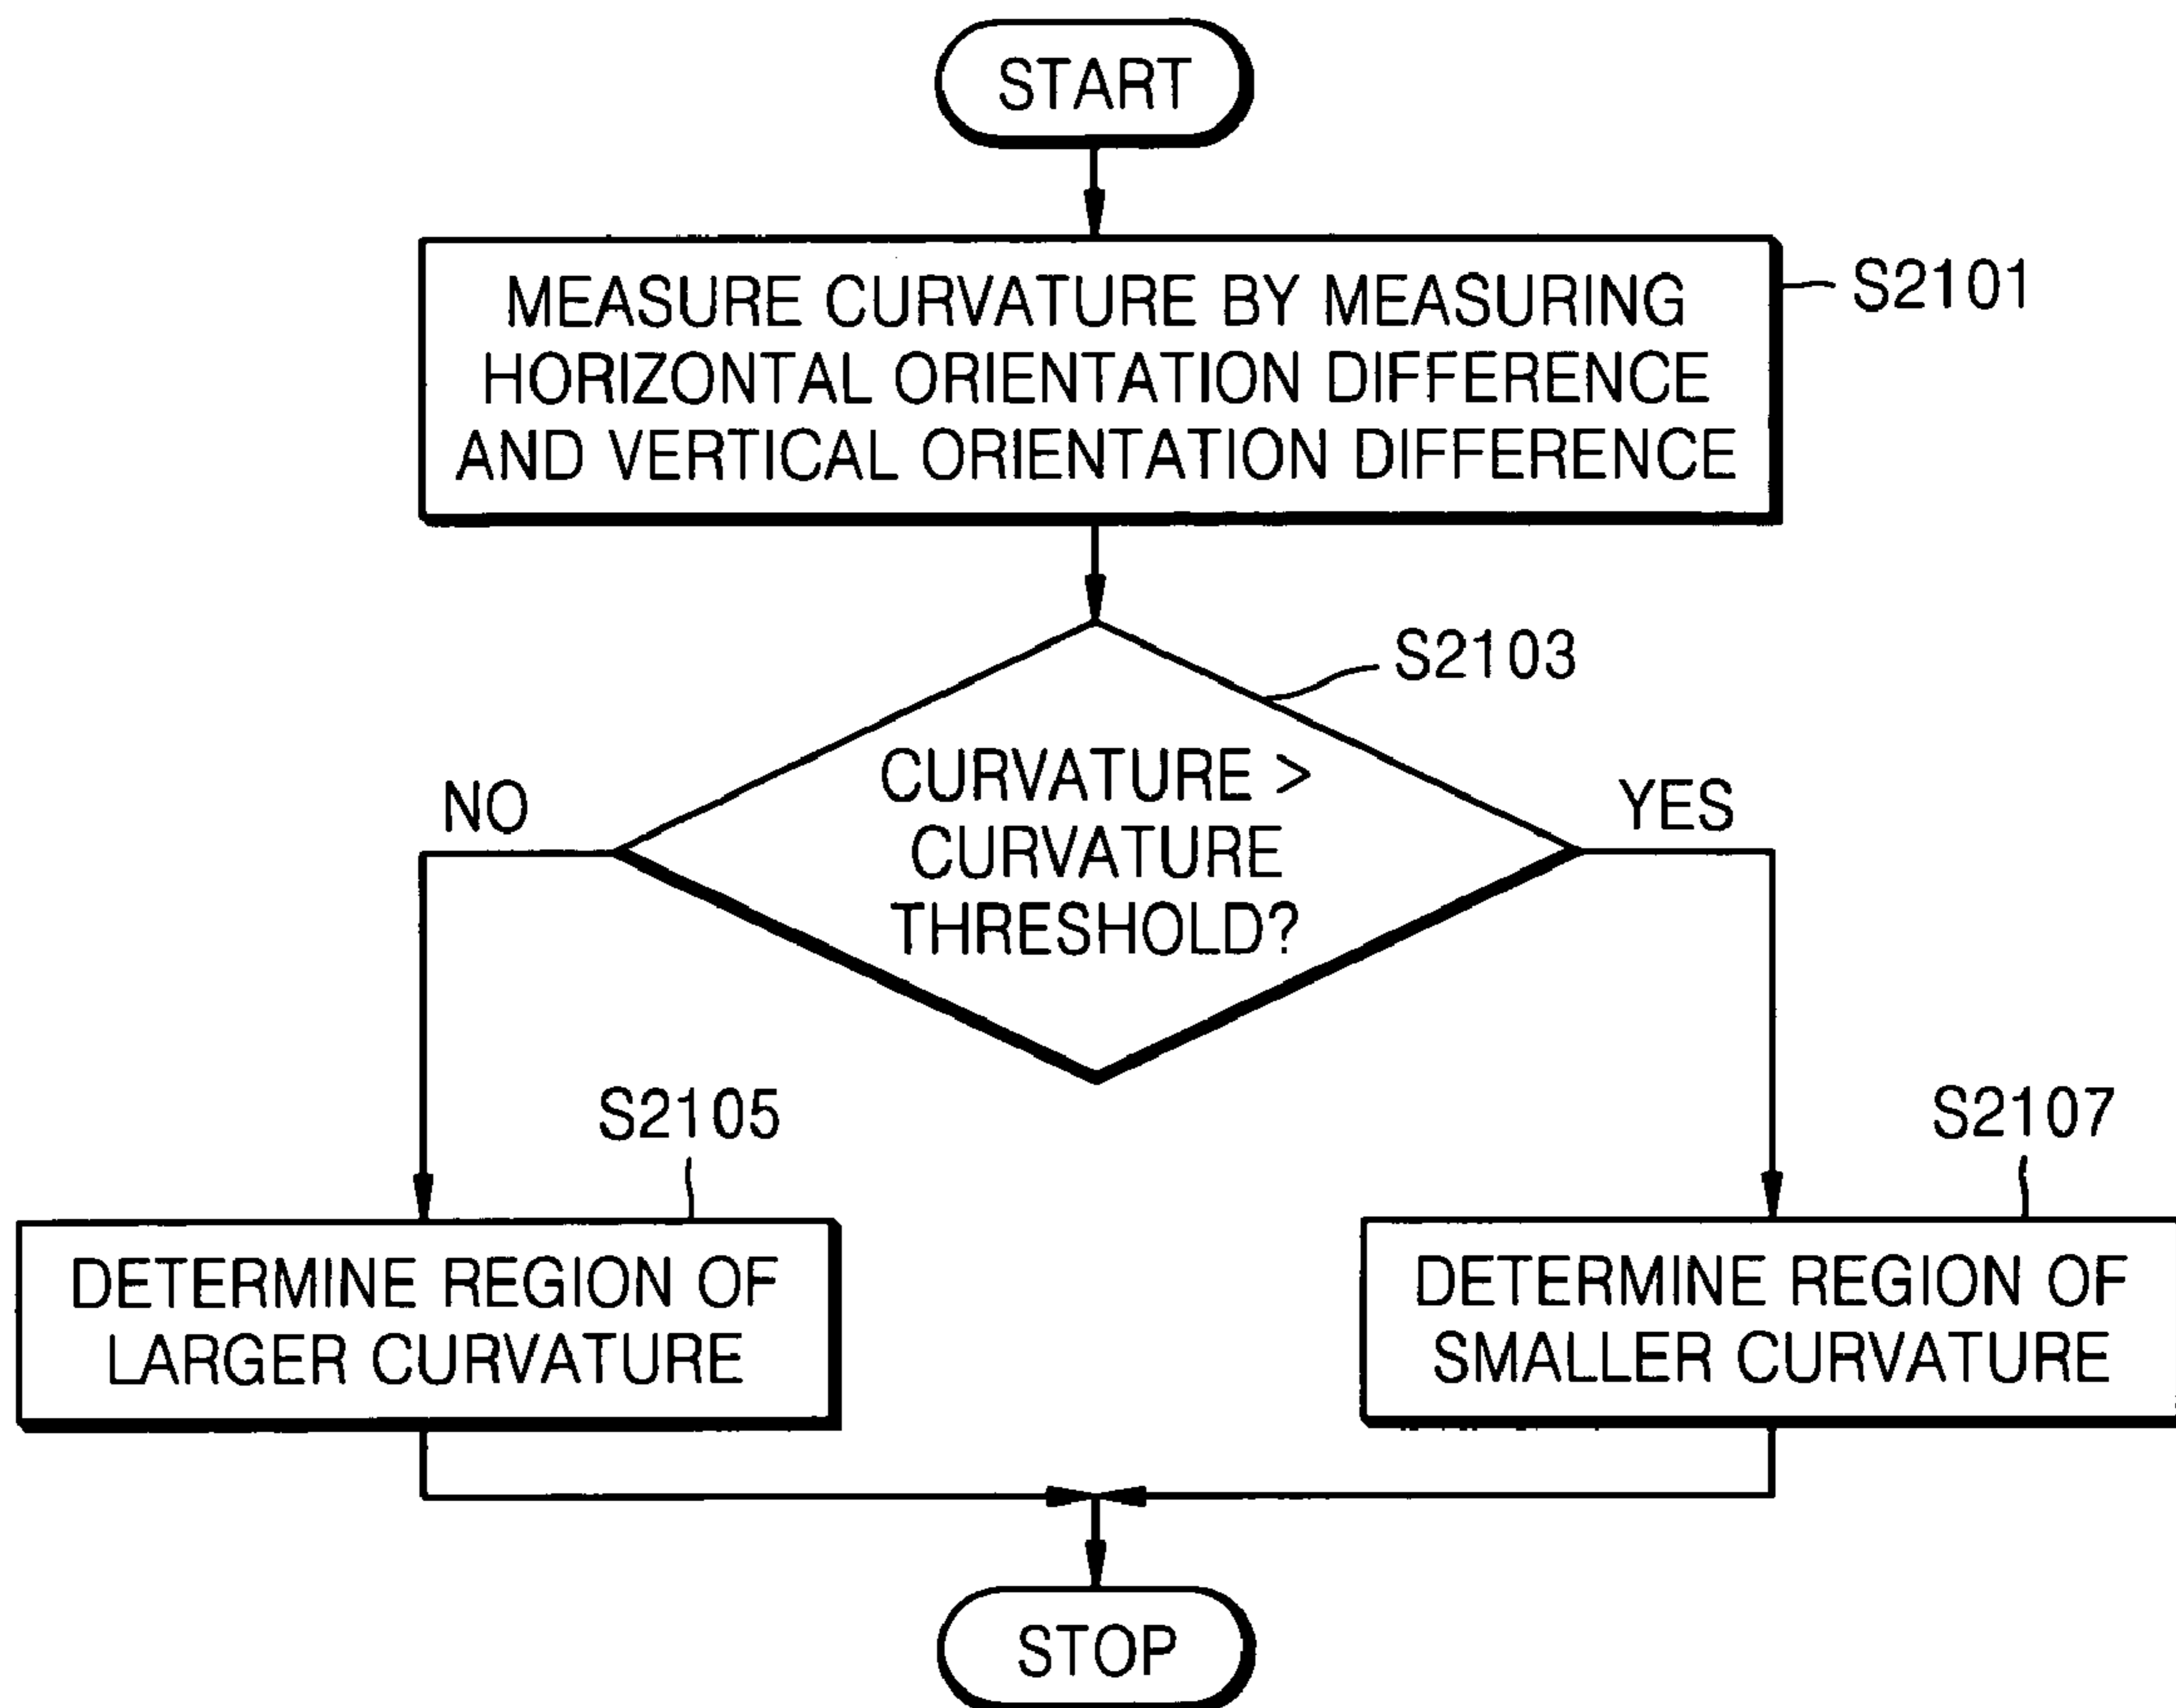 START
MEASURE CURVATURE BY MEASURING
HORIZONTAL ORIENTATION DIFFERENCE
AND VERTICAL ORIENTATION DIFFERENCE
S2101
S2103
CURVATURE >
CURVATURE
THRESHOLD?
NO
YES
S2105
S2107
DETERMINE REGION OF
LARGER CURVATURE
DETERMINE REGION OF
SMALLER CURVATURE
STOP